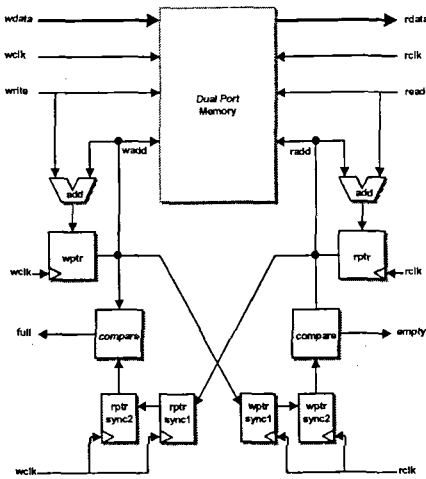 wdata
rdata
wclk
rclk
write
read
Dual Port
Memory
wadd
radd
add
add
wptr
rptr
wclk
rclk
full
compare
compare
empty
rptr
sync2
rptr
sync1
wptr
sync1
wptr
sync2
wclk
rclk